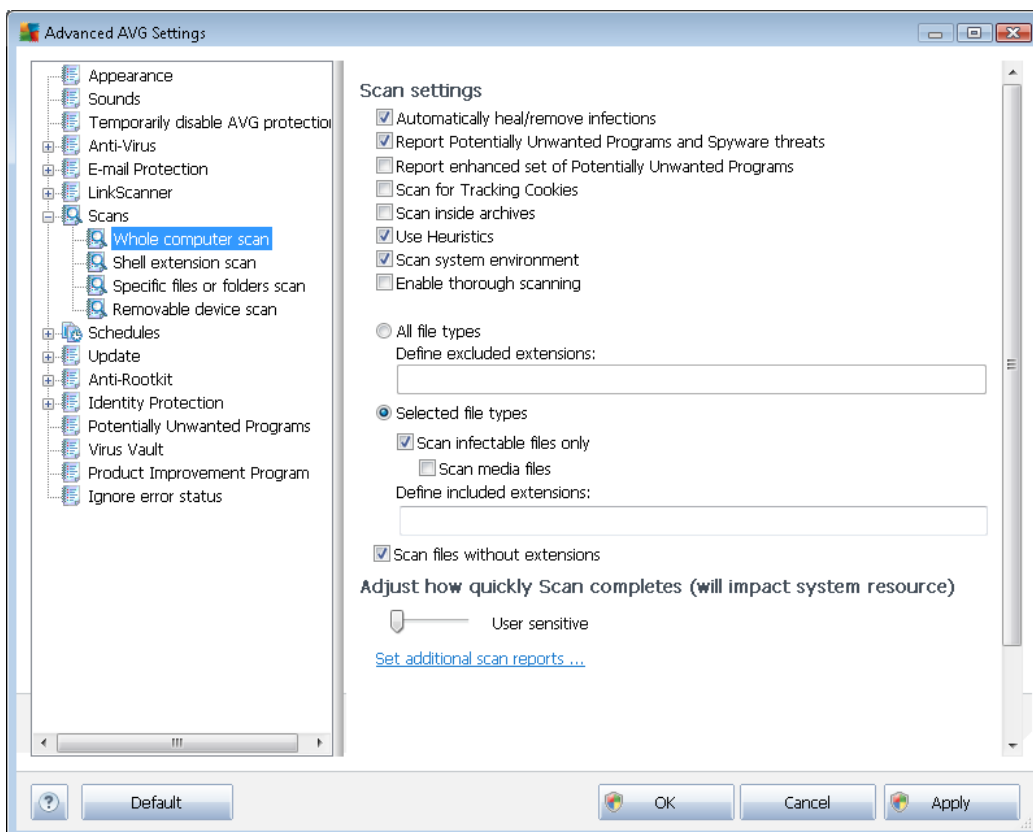 Advanced AVG Settings
Appearance
Sounds
Temporarily disable AVG protection
Anti-Virus
E-mail Protection
LinkScanner
Scans
Whole computer scan
Shell extension scan
Specific files or folders scan
Removable device scan
Schedules
Update
Anti-Rootkit
Identity Protection
Potentially Unwanted Programs
Virus Vault
Product Improvement Program
Ignore error status
Scan settings
Automatically heal/remove infections
Report Potentially Unwanted Programs and Spyware threats
Report enhanced set of Potentially Unwanted Programs
Scan for Tracking Cookies
Scan inside archives
Use Heuristics
Scan system environment
Enable thorough scanning
All file types
Define excluded extensions:
Selected file types
Scan infectable files only
Scan media files
Define included extensions:
Scan files without extensions
Adjust how quickly Scan completes (will impact system resource)
User sensitive
Set additional scan reports ...
? Default OK Cancel Apply